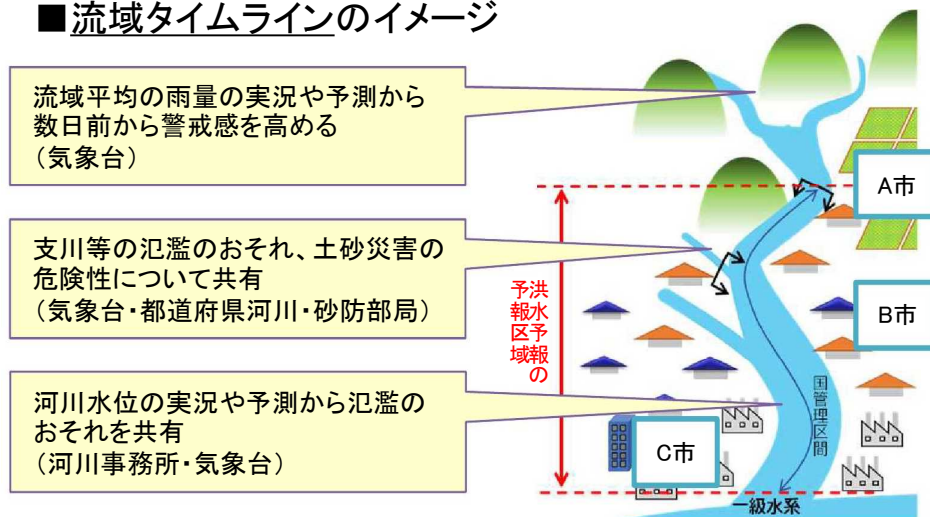 ■流域タイムラインのイメージ
流域平均の雨量の実況や予測から
数日前から警戒感を高める
（気象台）
支川等の氾濫のおそれ、土砂災害の
危険性について共有
（気象台・都道府県河川・砂防部局）
河川水位の実況や予測から氾濫の
おそれを共有
（河川事務所・気象台）
洪水予報の
予報区域
A市
B市
C市
国管理区間
一級水系